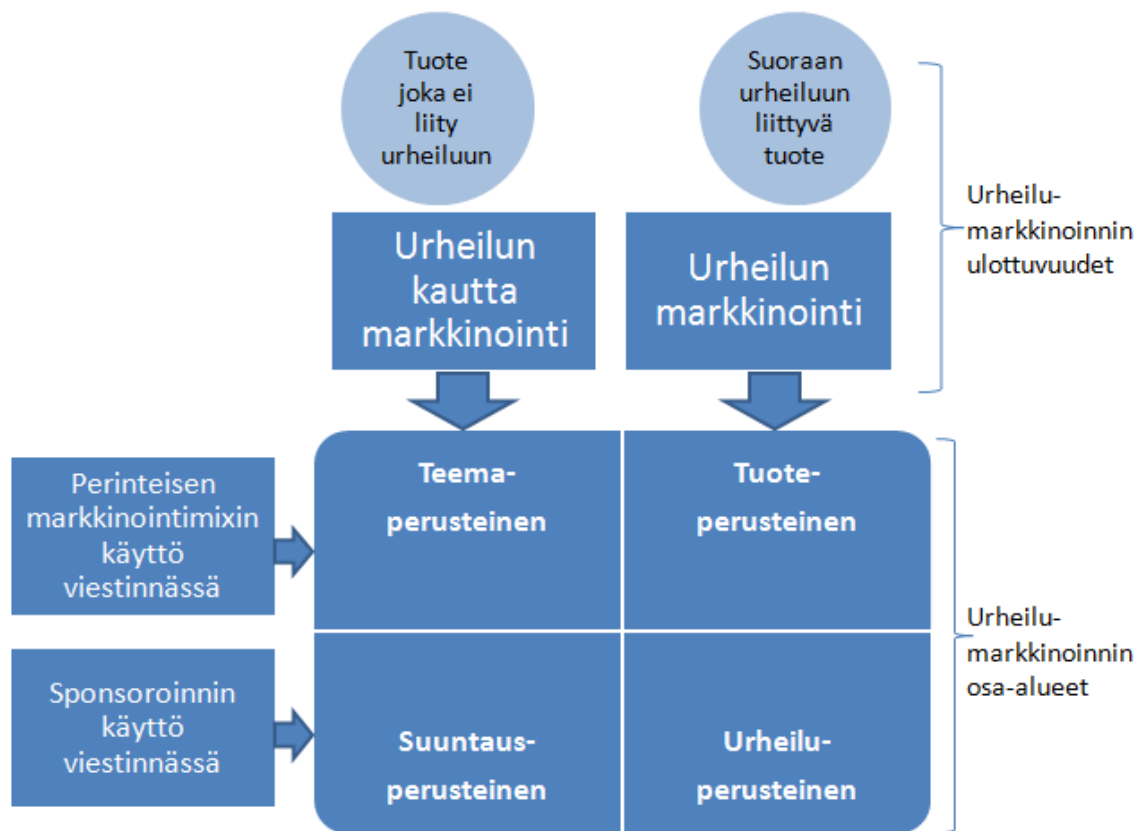 Tuote
joka ei
liity
urheiluun
Suoraan
urheiluun
liittyvä
tuote
Urheilun
kautta
markkinointi
Urheilun
markkinointi
Urheilu-
markkinoinnin
ulottuvuudet
Perinteisen
markkinointimixin
käyttö
viestinnässä
Teema-
perusteinen
Tuote-
perusteinen
Sponsoroinnin
käyttö
viestinnässä
Suuntaus-
perusteinen
Urheilu-
perusteinen
Urheilu-
markkinoinnin
osa-alueet